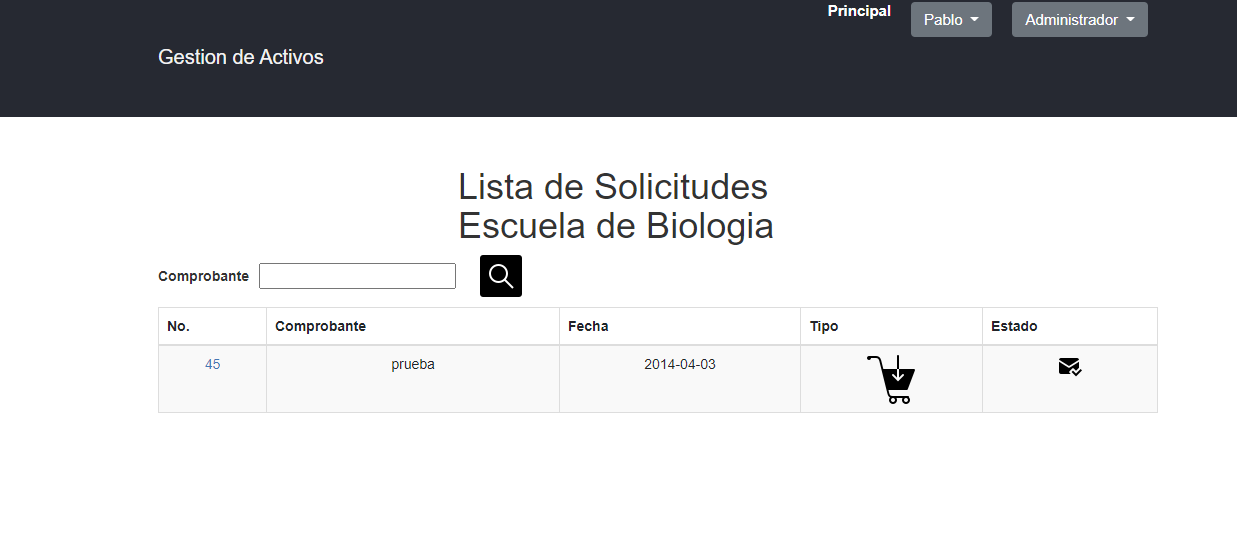 Principal Pablo Administrador
Gestion de Activos
Lista de Solicitudes
Escuela de Biologia
Comprobante
No. Comprobante Fecha Tipo Estado
45 prueba 2014-04-03